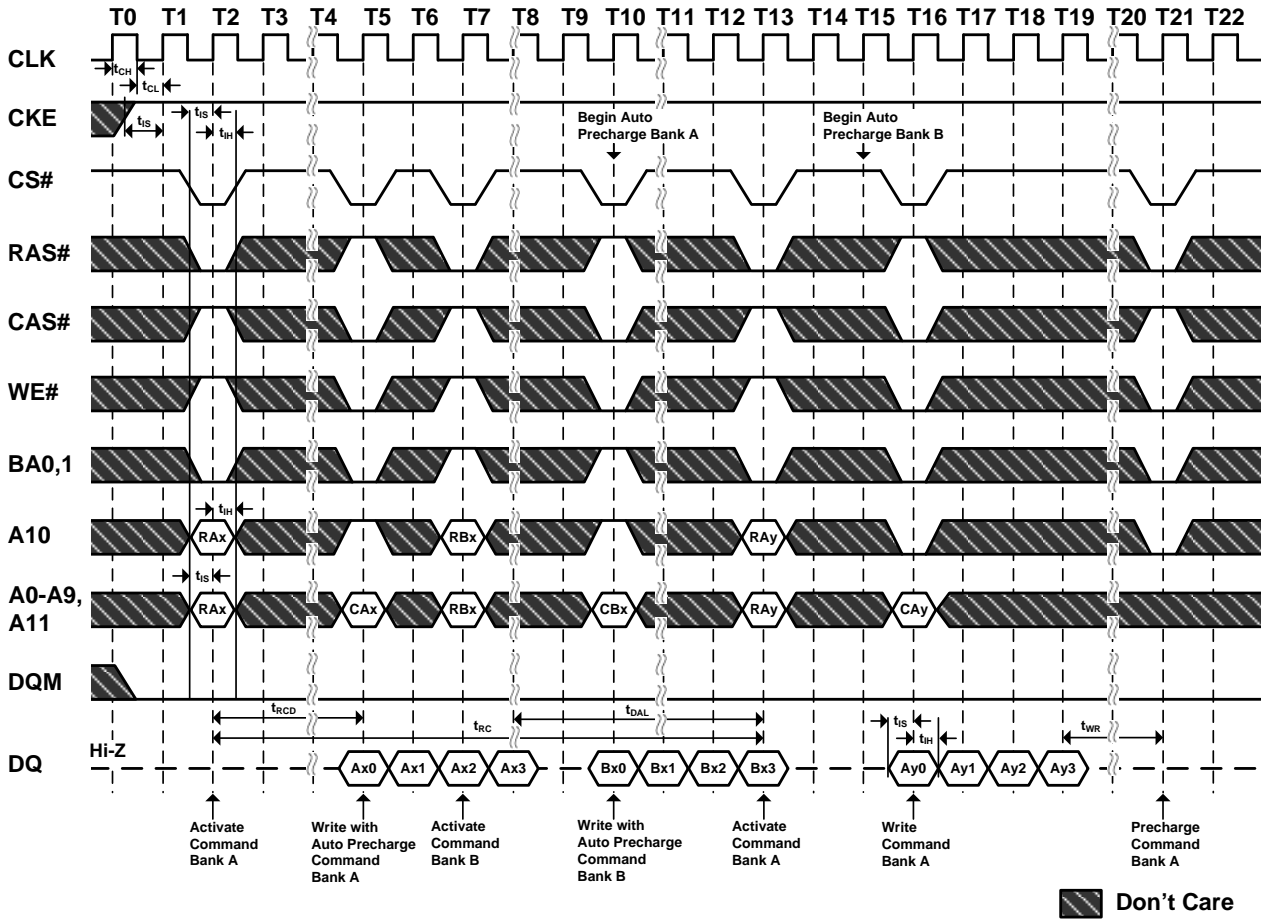 T0 T1 T2 T3 T4 T5 T6 T7 T8 T9 T10 T11 T12 T13 T14 T15 T16 T17 T18 T19 T20 T21 T22
CLK
tCH
tCL
CKE
tIS
tIS
tIH
Begin Auto
Precharge Bank A
Begin Auto
Precharge Bank B
CS#
RAS#
CAS#
WE#
BA0,1
tIH
A10
RAx RBx RAy
tIS
A0-A9,
A11
RAx CAx RBx CBx RAy CAy
DQM
tRCD
tDAL
tRC
tIS
tIH
tWR
Hi-Z
DQ
Ax0 Ax1 Ax2 Ax3 Bx0 Bx1 Bx2 Bx3 Ay0 Ay1 Ay2 Ay3
Activate
Command
Bank A
Write with
Auto Precharge
Command
Bank A
Activate
Command
Bank B
Write with
Auto Precharge
Command
Bank B
Activate
Command
Bank A
Write
Command
Bank A
Precharge
Command
Bank A
Don't Care